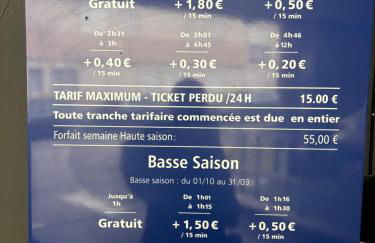 Gratuit + 1,80 € + 0,50 €
/ 15 min / 15 min
De 2h31 De 3h01 De 4h46
à 3h à 4h45 à 12h
+ 0,40 € + 0,30 € + 0,20 €
/ 15 min / 15 min / 15 min
TARIF MAXIMUM - TICKET PERDU /24 H 15.00 €
Toute tranche tarifaire commencée est due en entier
Forfait semaine Haute saison : 55,00 €
Basse Saison
Basse saison : du 01/10 au 31/03
Jusqu'à De 1h01 De 1h16
1h à 1h15 à 1h30
Gratuit + 1,50 € + 0,50 €
/ 15 min / 15 min